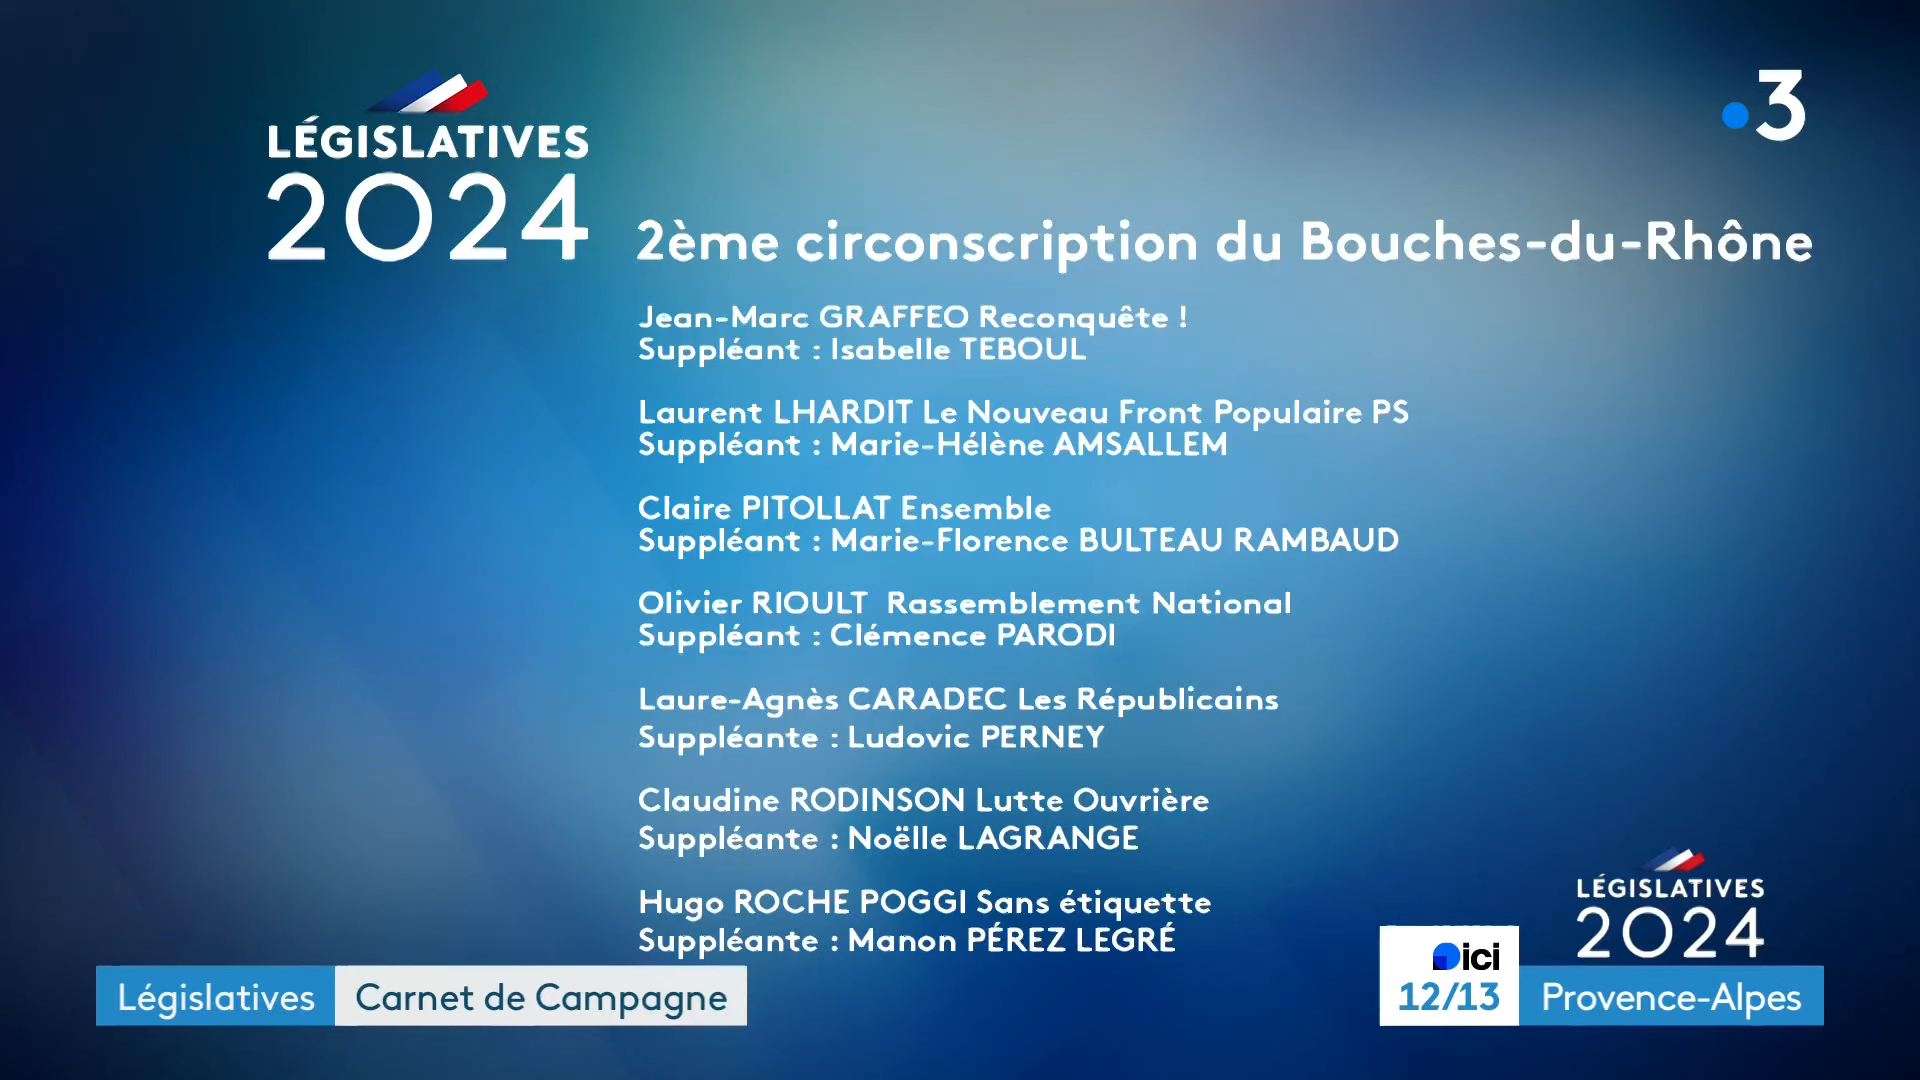 LÉGISLATIVES
2024
3
2ème circonscription du Bouches-du-Rhône
Jean-Marc GRAFFEO Reconquête !
Suppléant : Isabelle TEBOUL
Laurent LHARDIT Le Nouveau Front Populaire PS
Suppléant : Marie-Hélène AMSALLEM
Claire PITOLLAT Ensemble
Suppléant : Marie-Florence BULTEAU RAMBAUD
Olivier RIOULT  Rassemblement National
Suppléant : Clémence PARODI
Laure-Agnès CARADEC Les Républicains
Suppléante : Ludovic PERNEY
Claudine RODINSON Lutte Ouvrière
Suppléante : Noëlle LAGRANGE
Hugo ROCHE POGGI Sans étiquette
Suppléante : Manon PÉREZ LEGRÉ
Législatives Carnet de Campagne
LÉGISLATIVES
2024
ici
12/13 Provence-Alpes